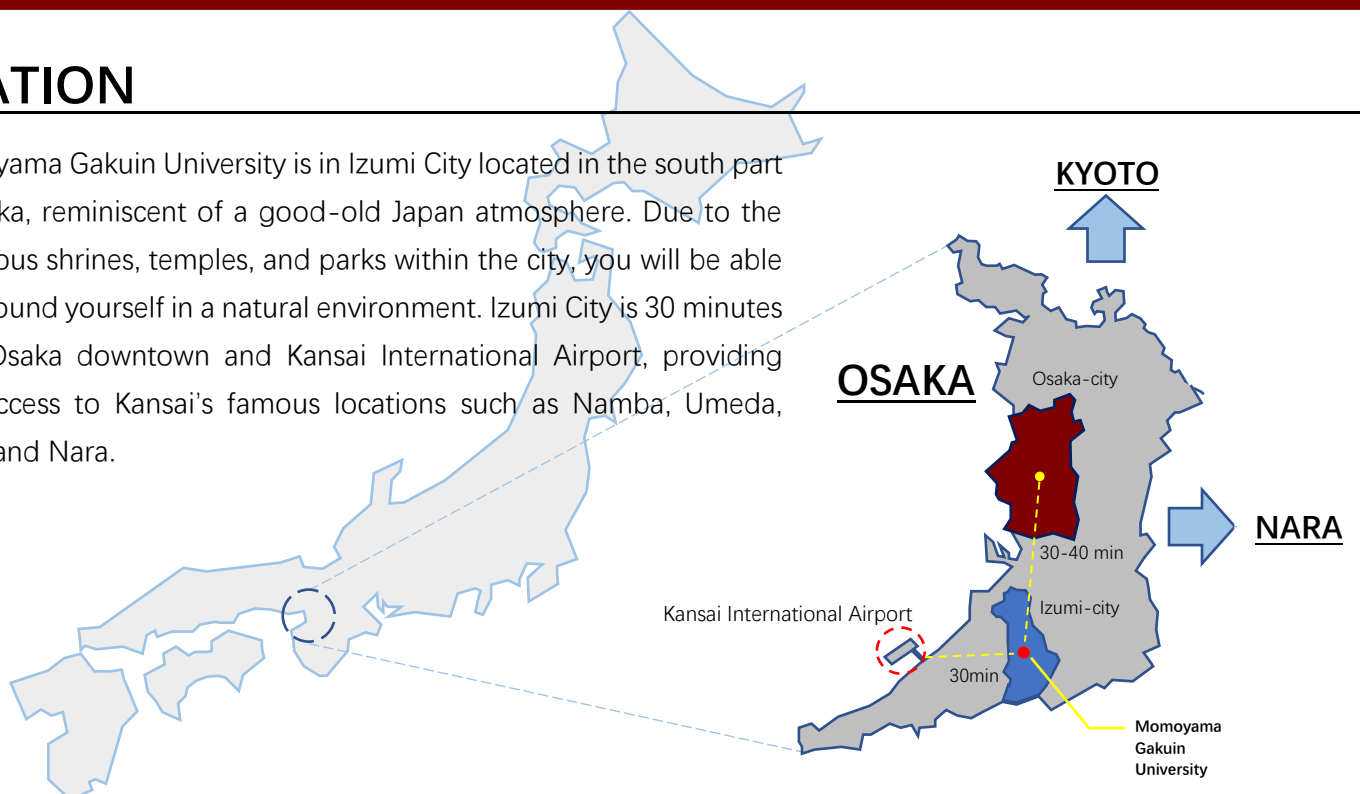 ATION
yama Gakuin University is in Izumi City located in the south part
ka, reminiscent of a good-old Japan atmosphere. Due to the
ous shrines, temples, and parks within the city, you will be able
ound yourself in a natural environment. Izumi City is 30 minutes
Osaka downtown and Kansai International Airport, providing
ccess to Kansai's famous locations such as Namba, Umeda,
and Nara.
KYOTO
OSAKA
Osaka-city
NARA
30-40 min
Izumi-city
Kansai International Airport
30min
Momoyama
Gakuin
University